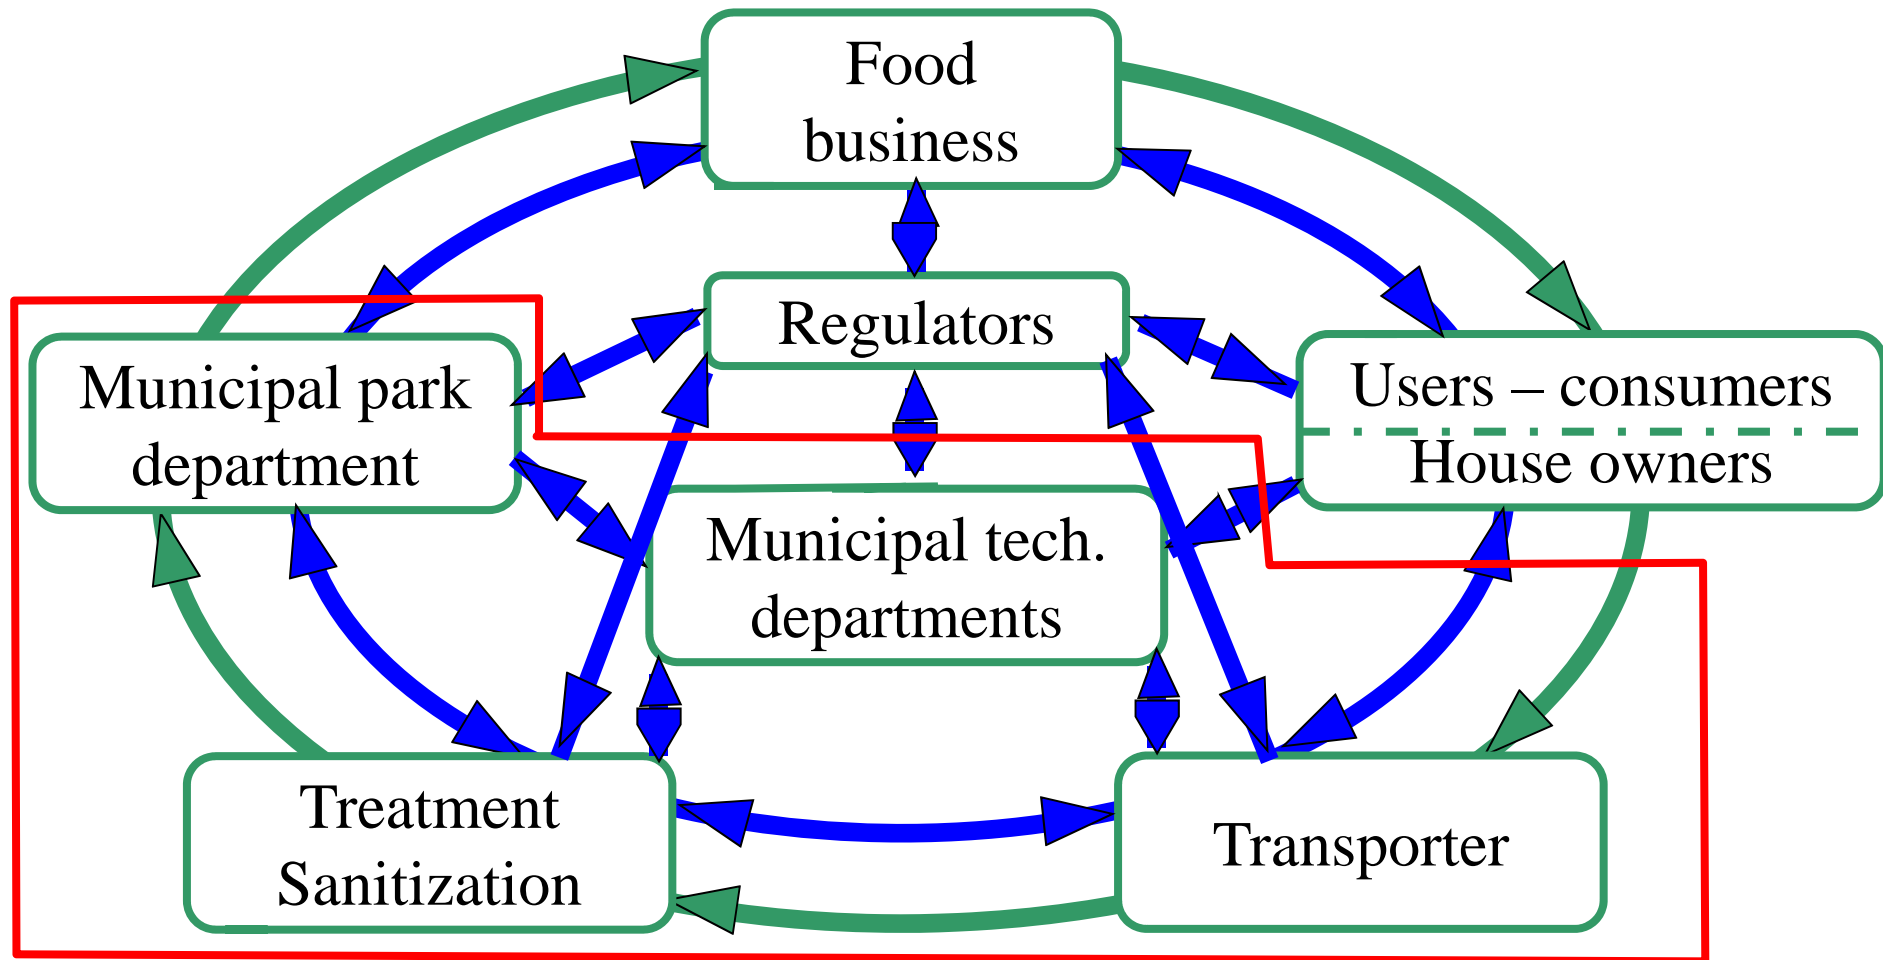 Food
business
Regulators
Municipal park
department
Users – consumers
House owners
Municipal tech.
departments
Treatment
Sanitization
Transporter